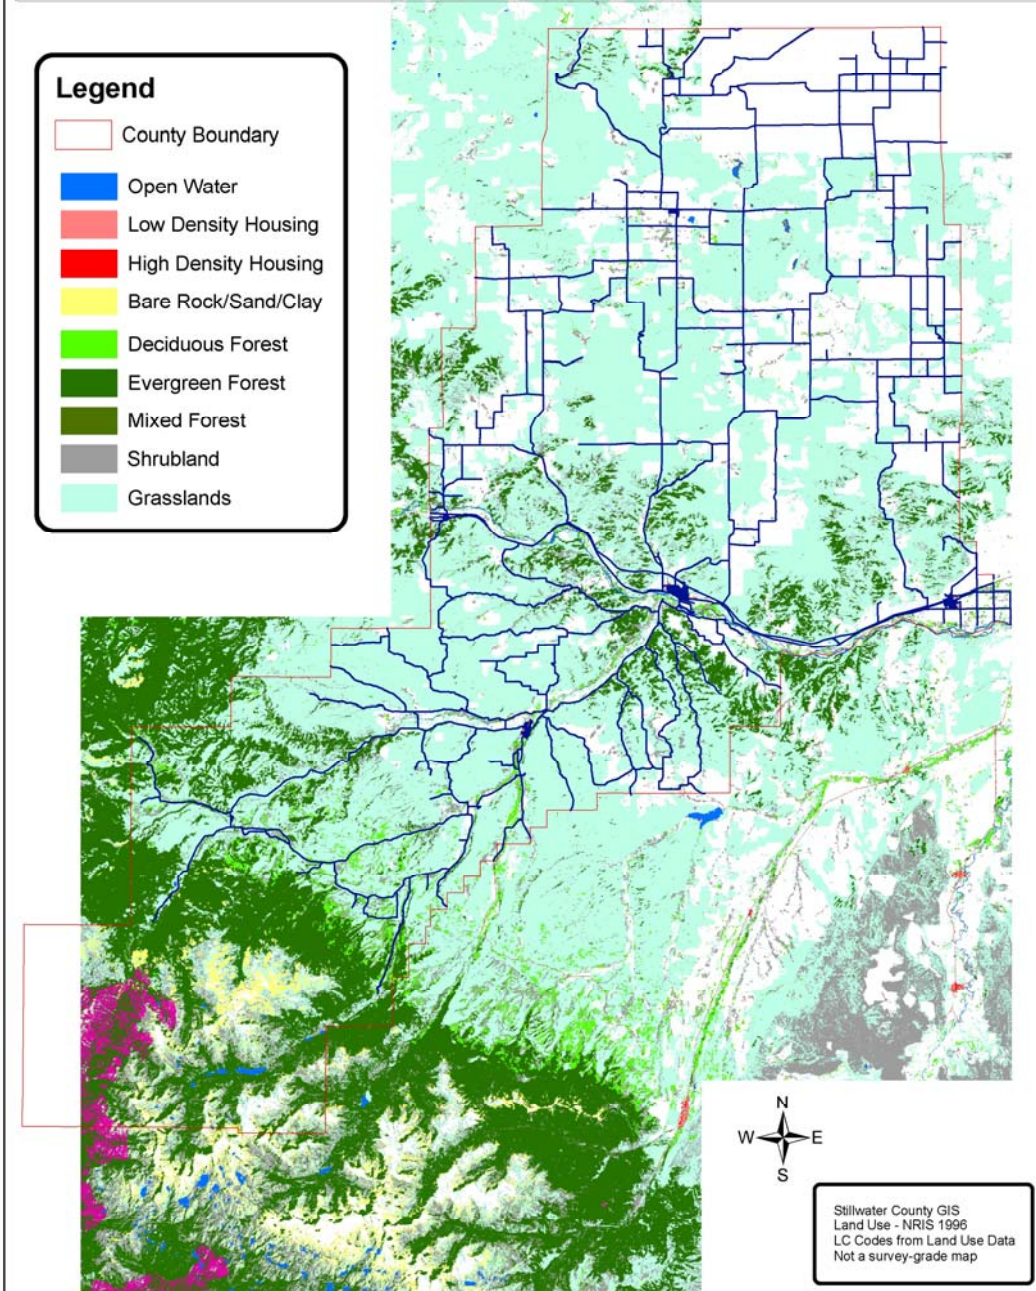 Legend
County Boundary
Open Water
Low Density Housing
High Density Housing
Bare Rock/Sand/Clay
Deciduous Forest
Evergreen Forest
Mixed Forest
Shrubland
Grasslands
N
W E
S
Stillwater County GIS
Land Use - NRIS 1996
LC Codes from Land Use Data
Not a survey-grade map